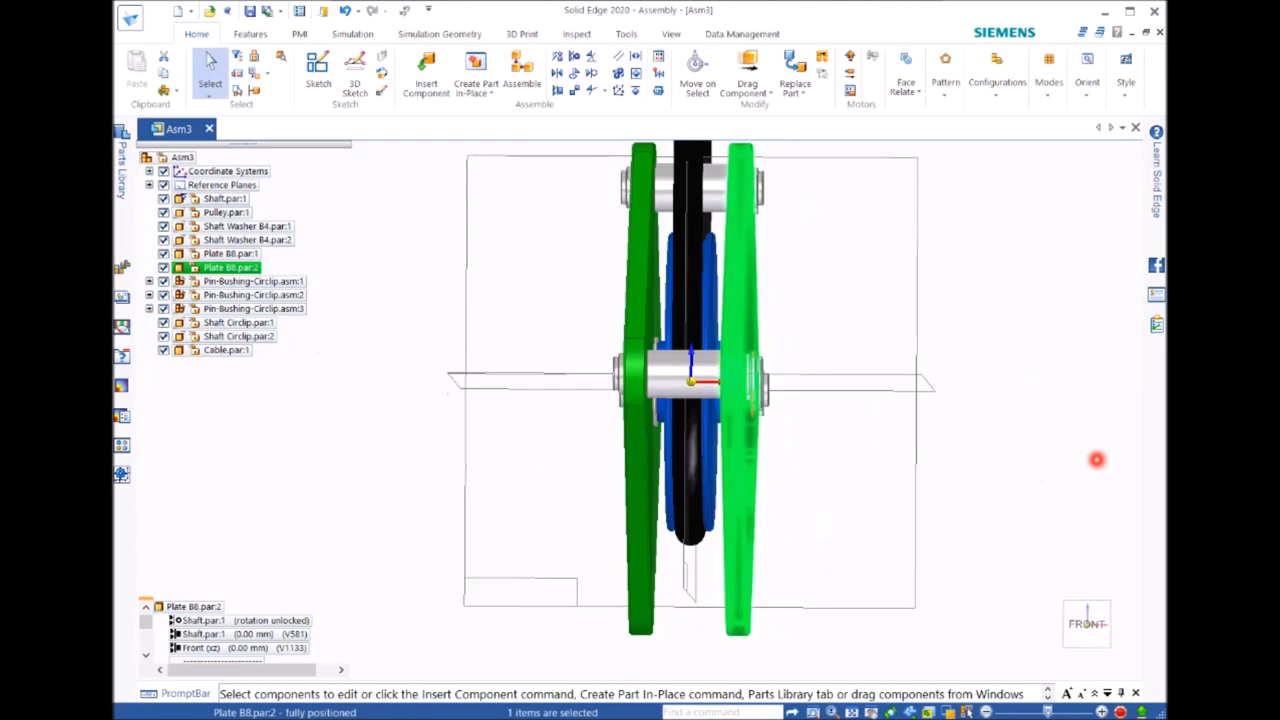 Solid Edge 2020 - Assembly - [Asm3]
Home
Features
PMI
Simulation
Simulation Geometry
3D Print
Inspect
Tools
View
Data Management
SIEMENS
Paste
Clipboard
Select
Select
Sketch
3D Sketch
Sketch
Insert Component
Create Part In-Place
Assemble
Assemble
Move on Select
Drag Component
Replace Part
Modify
Motors
Face Relate
Pattern
Configurations
Modes
Orient
Style
Asm3
Parts Library
Learn Solid Edge
Asm3
Coordinate Systems
Reference Planes
Shaft.par:1
Pulley.par:1
Shaft Washer B4.par:1
Shaft Washer B4.par:2
Plate B8.par:1
Plate B8.par:2
Pin-Bushing-Circlip.asm:1
Pin-Bushing-Circlip.asm:2
Pin-Bushing-Circlip.asm:3
Shaft Circlip.par:1
Shaft Circlip.par:2
Cable.par:1
Plate B8.par:2
Shaft.par:1 (rotation unlocked)
Shaft.par:1 (0.00 mm) (V581)
Front (xz) (0.00 mm) (V1133)
FRONT
PromptBar
Select components to edit or click the Insert Component command, Create Part In-Place command, Parts Library tab or drag components from Windows
Plate B8.par:2 - fully positioned
1 items are selected
Find a command